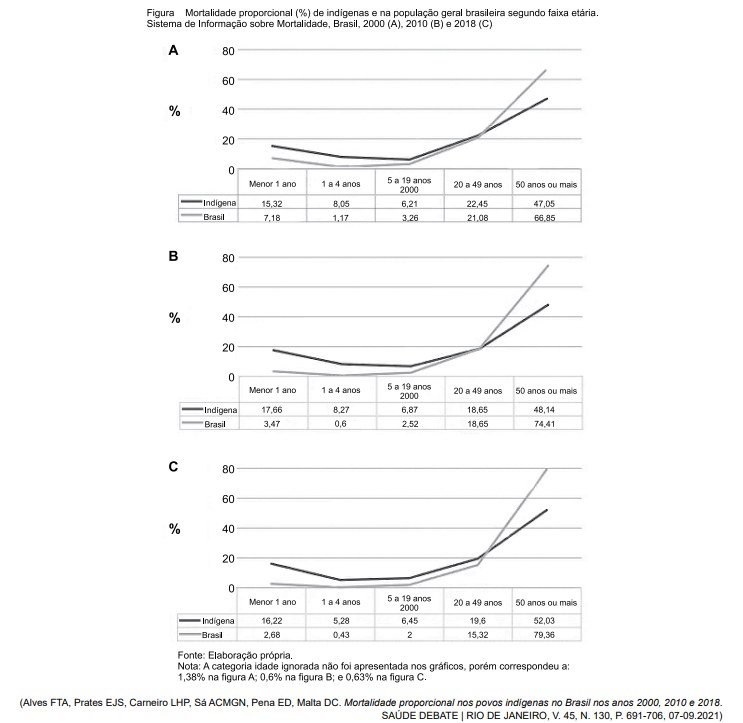 Figura Mortalidade proporcional (%) de indígenas e na população geral brasileira segundo faixa etária.
Sistema de Informação sobre Mortalidade, Brasil, 2000 (A), 2010 (B) e 2018 (C)
A
80
60
%
40
20
0
Menor 1 ano 1 a 4 anos 5 a 19 anos 20 a 49 anos 50 anos ou mais
2000
Indígena 15,32 8,05 6,21 22,45 47,05
Brasil 7,18 1,17 3,26 21,08 66,85
B
80
60
%
40
20
0
Menor 1 ano 1 a 4 anos 5 a 19 anos 20 a 49 anos 50 anos ou mais
2000
Indígena 17,66 8,27 6,87 18,65 48,14
Brasil 3,47 0,6 2,52 18,65 74,41
C
80
60
%
40
20
0
Menor 1 ano 1 a 4 anos 5 a 19 anos 20 a 49 anos 50 anos ou mais
2000
Indígena 16,22 5,28 6,45 19,6 52,03
Brasil 2,68 0,43 2 15,32 79,36
Fonte: Elaboração própria.
Nota: A categoria idade ignorada não foi apresentada nos gráficos, porém correspondeu a:
1,38% na figura A; 0,6% na figura B; e 0,63% na figura C.
(Alves FTA, Prates EJS, Carneiro LHP, Sá ACMGN, Pena ED, Malta DC. Mortalidade proporcional nos povos indígenas no Brasil nos anos 2000, 2010 e 2018.
SAÚDE DEBATE | RIO DE JANEIRO, V. 45, N. 130, P. 691-706, 07-09.2021)